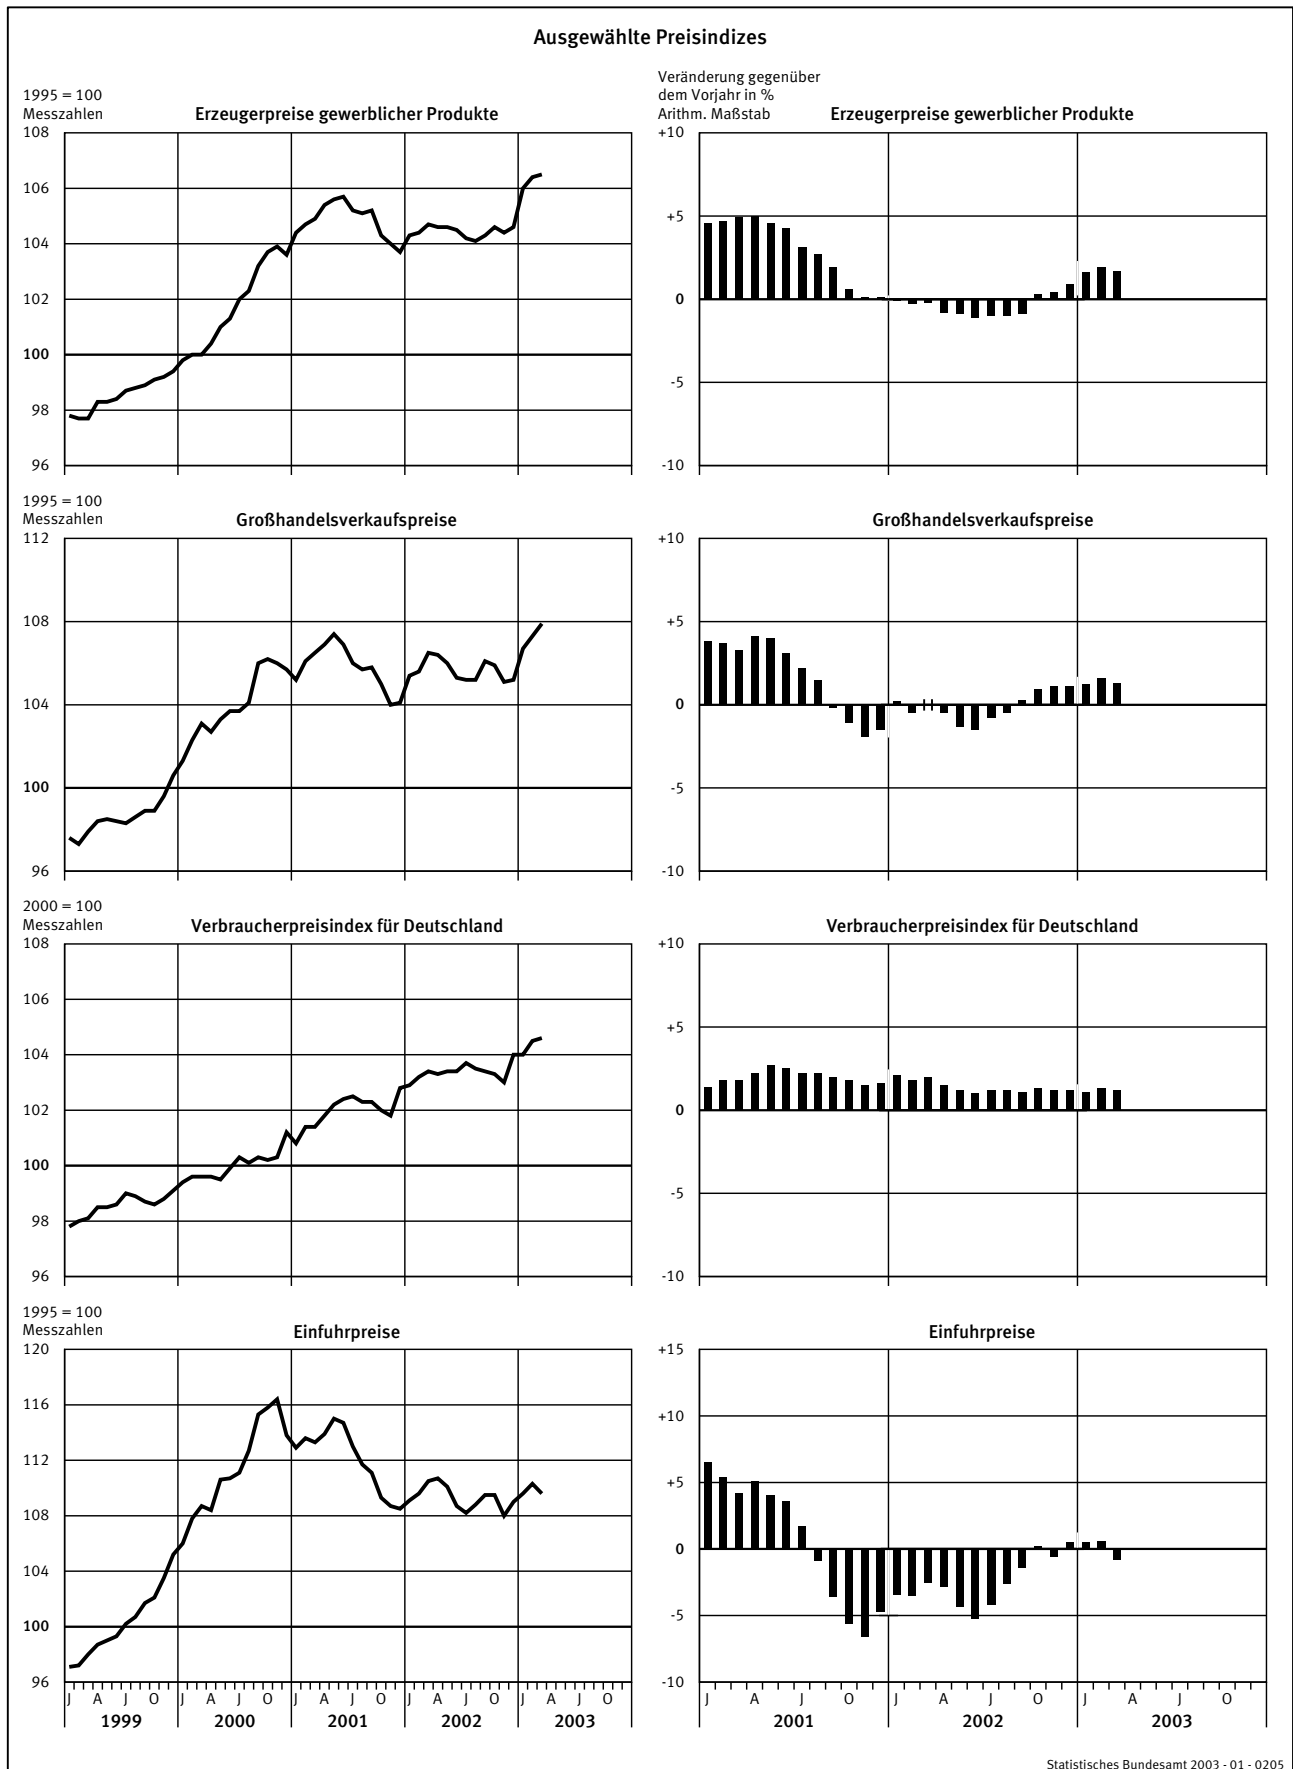 Ausgewählte Preisindizes
1995 = 100
Messzahlen
Erzeugerpreise gewerblicher Produkte
108
106
104
102
100
98
96
Veränderung gegenüber
dem Vorjahr in %
Arithm. Maßstab
Erzeugerpreise gewerblicher Produkte
+10
+5
0
-5
-10
1995 = 100
Messzahlen
Großhandelsverkaufspreise
112
108
104
100
96
Großhandelsverkaufspreise
+10
+5
0
-5
-10
2000 = 100
Messzahlen
Verbraucherpreisindex für Deutschland
108
106
104
102
100
98
96
Verbraucherpreisindex für Deutschland
+10
+5
0
-5
-10
1995 = 100
Messzahlen
Einfuhrpreise
120
116
112
108
104
100
96
J A J O J A J O J A J O J A J O J A J O
1999 2000 2001 2002 2003
Einfuhrpreise
+15
+10
+5
0
-5
-10
J A J O J A J O J A J O
2001 2002 2003
Statistisches Bundesamt 2003 - 01 - 0205